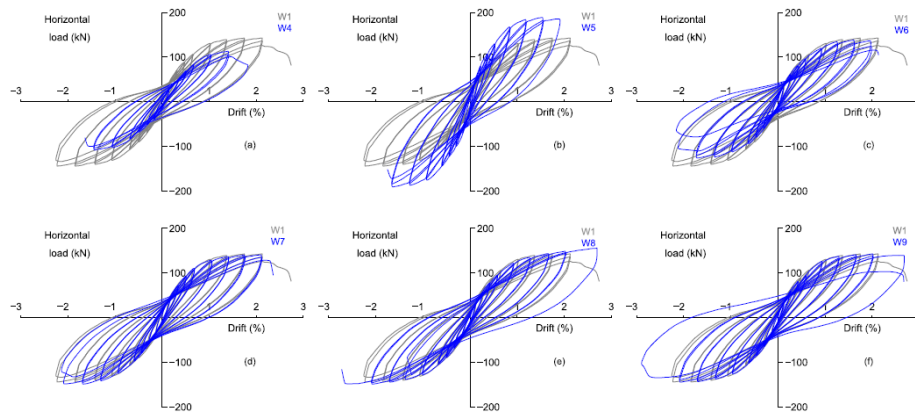 Horizontal
load (kN)
200
W1
W4
100
−3 −2 −1 1 2 3
Drift (%)
−100
(a)
−200
Horizontal
load (kN)
200
W1
W5
100
−3 −2 −1 1 2 3
Drift (%)
−100
(b)
−200
Horizontal
load (kN)
200
W1
W6
100
−3 −2 −1 1 2
Drift (%)
−100
(c)
−200
Horizontal
load (kN)
200
W1
W7
100
−3 −2 −1 1 2 3
Drift (%)
−100
(d)
−200
Horizontal
load (kN)
200
W1
W8
100
−3 −2 −1 1 2 3
Drift (%)
−100
(e)
−200
Horizontal
load (kN)
200
W1
W9
100
−3 −2 −1 1 2
Drift (%)
−100
(f)
−200